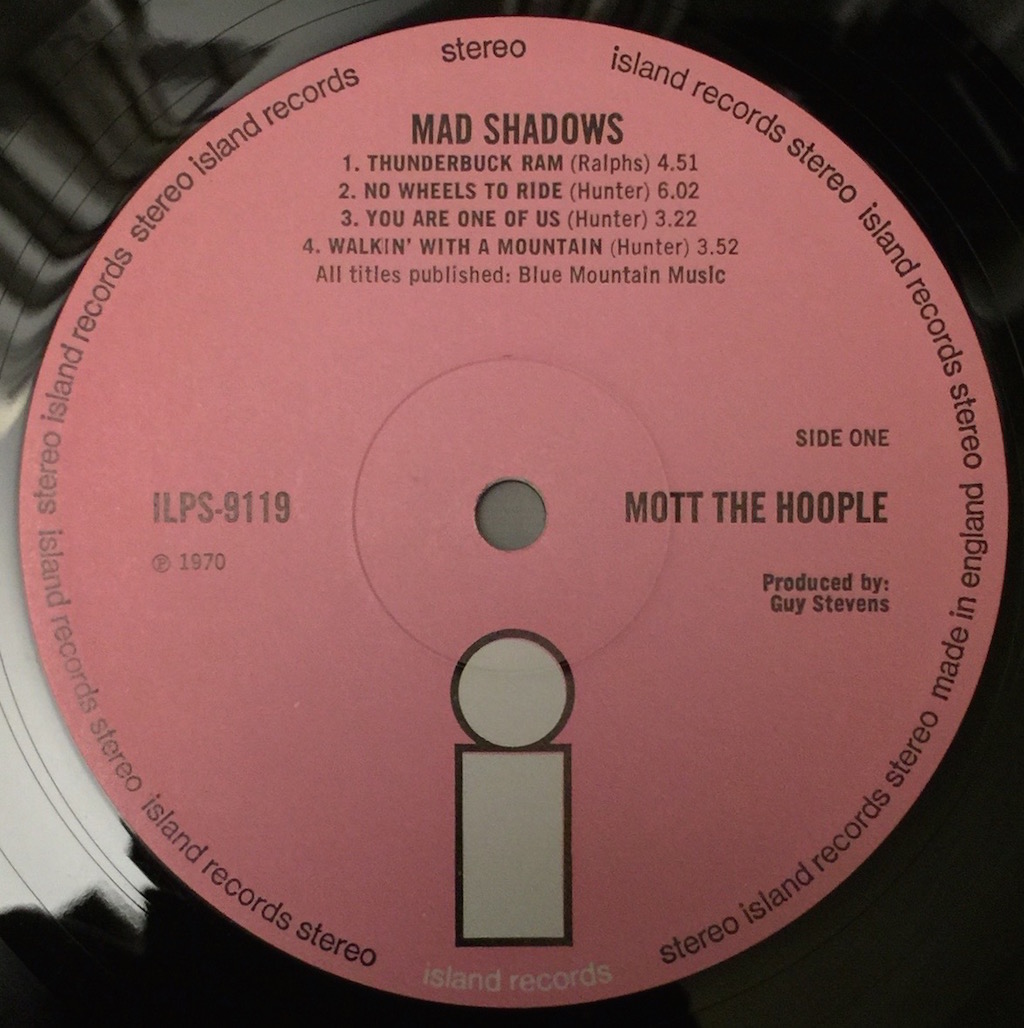 stereo
island records stereo island records stereo island records stereo made in england
stereo island records stereo
island records
island records stereo
island records stereo island records stereo island records
MAD SHADOWS
1. THUNDERBUCK RAM (Ralphs) 4.51
2. NO WHEELS TO RIDE (Hunter) 6.02
3. YOU ARE ONE OF US (Hunter) 3.22
4. WALKIN' WITH A MOUNTAIN (Hunter) 3.52
All titles published: Blue Mountain Music
SIDE ONE
ILPS-9119
MOTT THE HOOPLE
℗ 1970
Produced by:
Guy Stevens
island records stereo